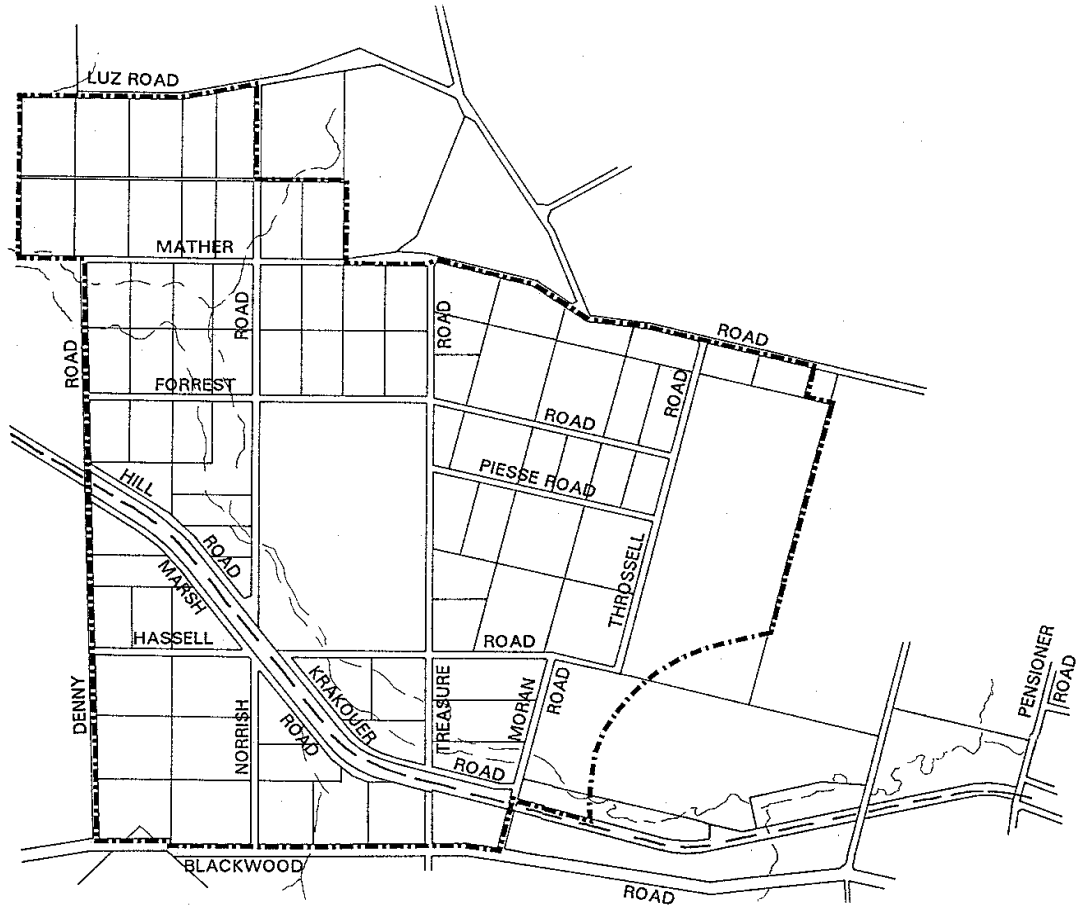 LUZ ROAD
MATHER
ROAD
ROAD
ROAD
ROAD
FORREST
ROAD
ROAD
PIESSE ROAD
HILL
ROAD
MARSH
THROSSELL
HASSELL
ROAD
KRAKOUER
ROAD
ROAD
DENNY
NORRISH
TREASURE
MORAN
ROAD
PENSIONER
ROAD
BLACKWOOD
ROAD